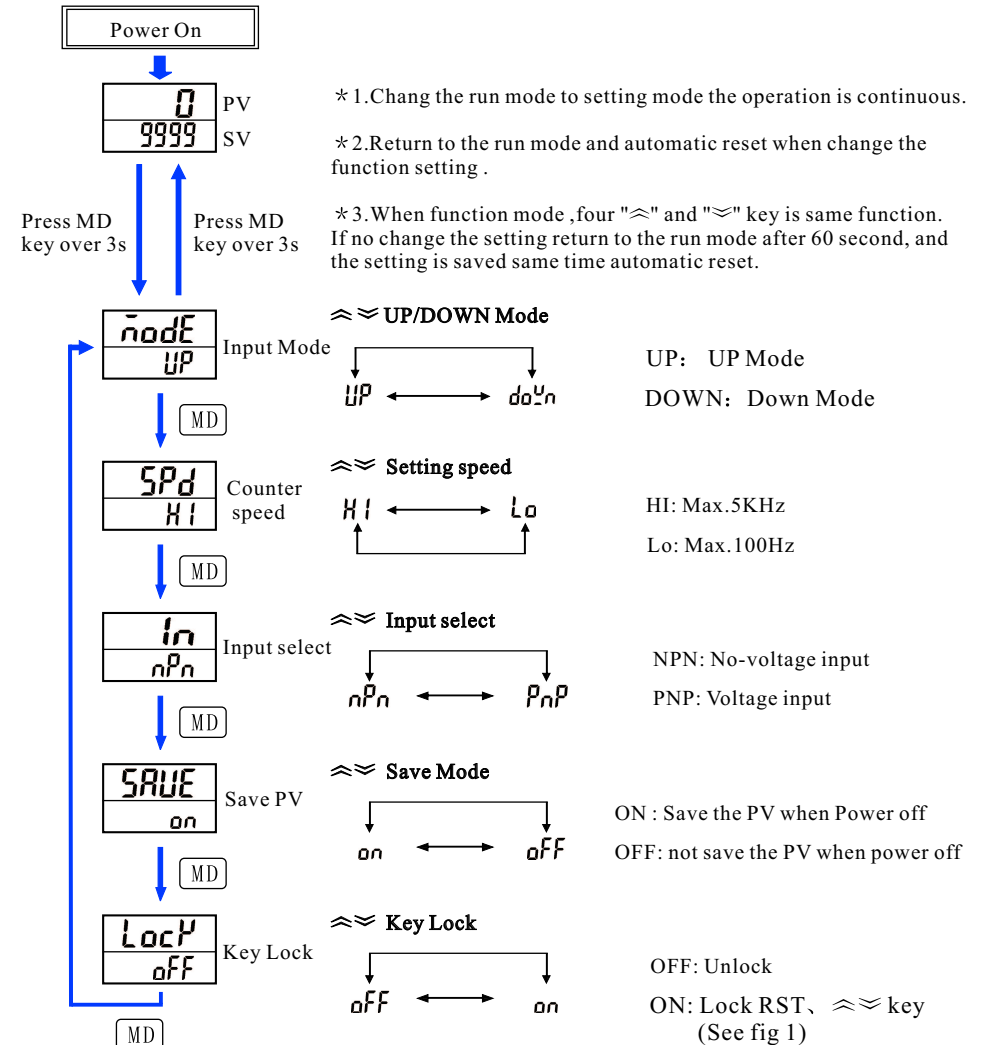 Power On
0 PV
9999 SV
*1.Chang the run mode to setting mode the operation is continuous.
*2.Return to the run mode and automatic reset when change the
function setting .
*3.When function mode ,four "︽" and "︾" key is same function.
If no change the setting return to the run mode after 60 second, and
the setting is saved same time automatic reset.
Press MD
key over 3s
Press MD
key over 3s
modE
UP
Input Mode
︽︾UP/DOWN Mode
UP
doWn
UP: UP Mode
DOWN: Down Mode
MD
SPd
HI
Counter
speed
︽︾ Setting speed
HI
Lo
HI: Max.5KHz
Lo: Max.100Hz
MD
In
nPn
Input select
︽︾ Input select
nPn
PnP
NPN: No-voltage input
PNP: Voltage input
MD
SAVE
on
Save PV
︽︾ Save Mode
on
oFF
ON : Save the PV when Power off
OFF: not save the PV when power off
MD
LocK
oFF
Key Lock
︽︾ Key Lock
oFF
on
OFF: Unlock
ON: Lock RST、︽︾ key
(See fig 1)
MD